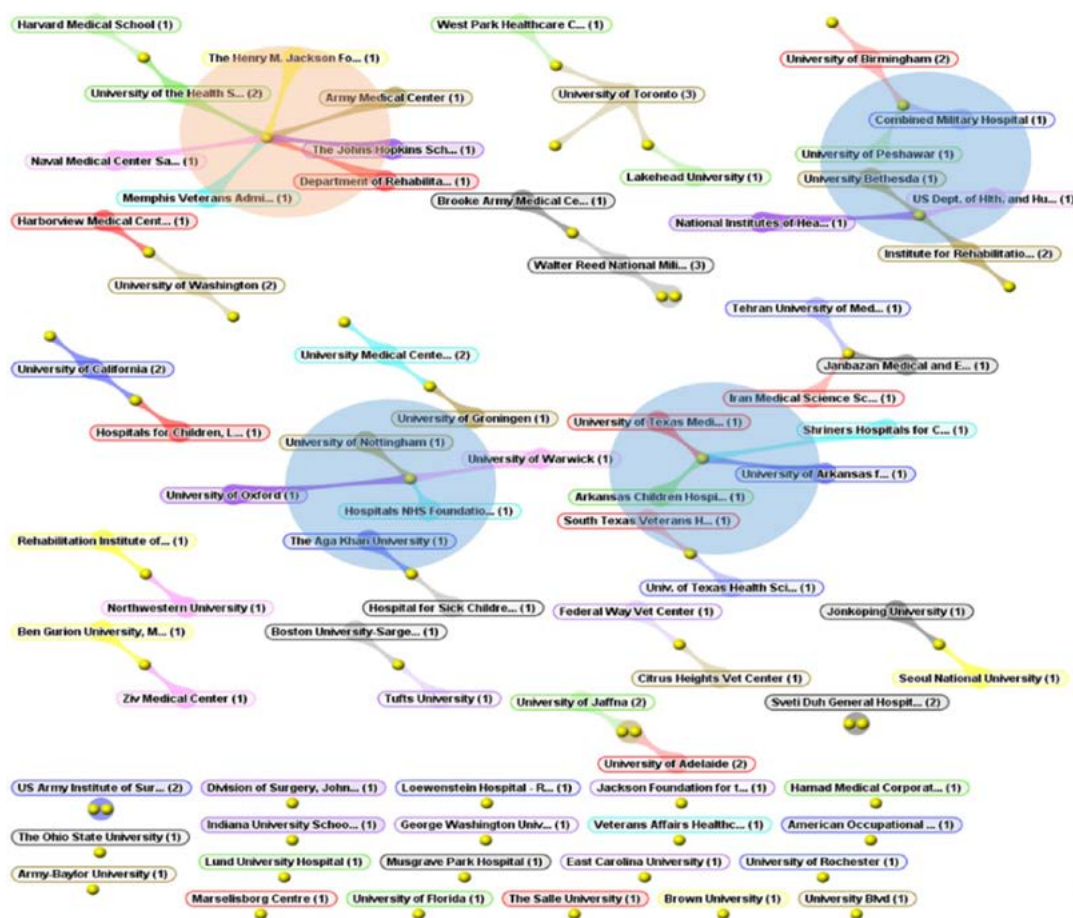 Harvard Medical School (1)
West Park Healthcare C... (1)
The Henry M. Jackson Fo... (1)
University of Birmingham (2)
University of the Health S... (2)
Army Medical Center (1)
University of Toronto (3)
Combined Military Hospital (1)
Naval Medical Center Sa... (1)
The Johns Hopkins Sch... (1)
University of Peshawar (1)
Department of Rehabilita... (1)
Lakehead University (1)
University Bethesda (1)
Memphis Veterans Admi... (1)
Brooke Army Medical Ce... (1)
US Dept. of Hlth, and Hu... (1)
Harborview Medical Cent... (1)
National Institutes of Hea... (1)
Walter Reed National Mili... (3)
Institute for Rehabilitatio... (2)
University of Washington (2)
Tehran University of Med... (1)
University of California (2)
University Medical Cente... (2)
Janbazan Medical and E... (1)
Iran Medical Science Sc... (1)
Hospitals for Children, L... (1)
University of Groningen (1)
University of Texas Medi... (1)
Shriners Hospitals for C... (1)
University of Nottingham (1)
University of Warwick (1)
University of Arkansas f... (1)
University of Oxford (1)
Arkansas Children Hospi... (1)
Hospitals NHS Foundatio... (1)
South Texas Veterans H... (1)
Rehabilitation Institute of... (1)
The Aga Khan University (1)
Univ. of Texas Health Sci... (1)
Northwestern University (1)
Hospital for Sick Childre... (1)
Federal Way Vet Center (1)
Jönkoping University (1)
Ben Gurion University, M... (1)
Boston University-Sarge... (1)
Citrus Heights Vet Center (1)
Seoul National University (1)
Ziv Medical Center (1)
Tufts University (1)
University of Jaffna (2)
Sveti Duh General Hospit... (2)
University of Adelaide (2)
US Army Institute of Sur... (2)
Division of Surgery, John... (1)
Loewenstein Hospital - R... (1)
Jackson Foundation for t... (1)
Hamad Medical Corporat... (1)
The Ohio State University (1)
Indiana University Schoo... (1)
George Washington Univ... (1)
Veterans Affairs Healthc... (1)
American Occupational ... (1)
Army-Baylor University (1)
Lund University Hospital (1)
Musgrave Park Hospital (1)
East Carolina University (1)
University of Rochester (1)
Marselisborg Centre (1)
University of Florida (1)
The Salle University (1)
Brown University (1)
University Blvd (1)